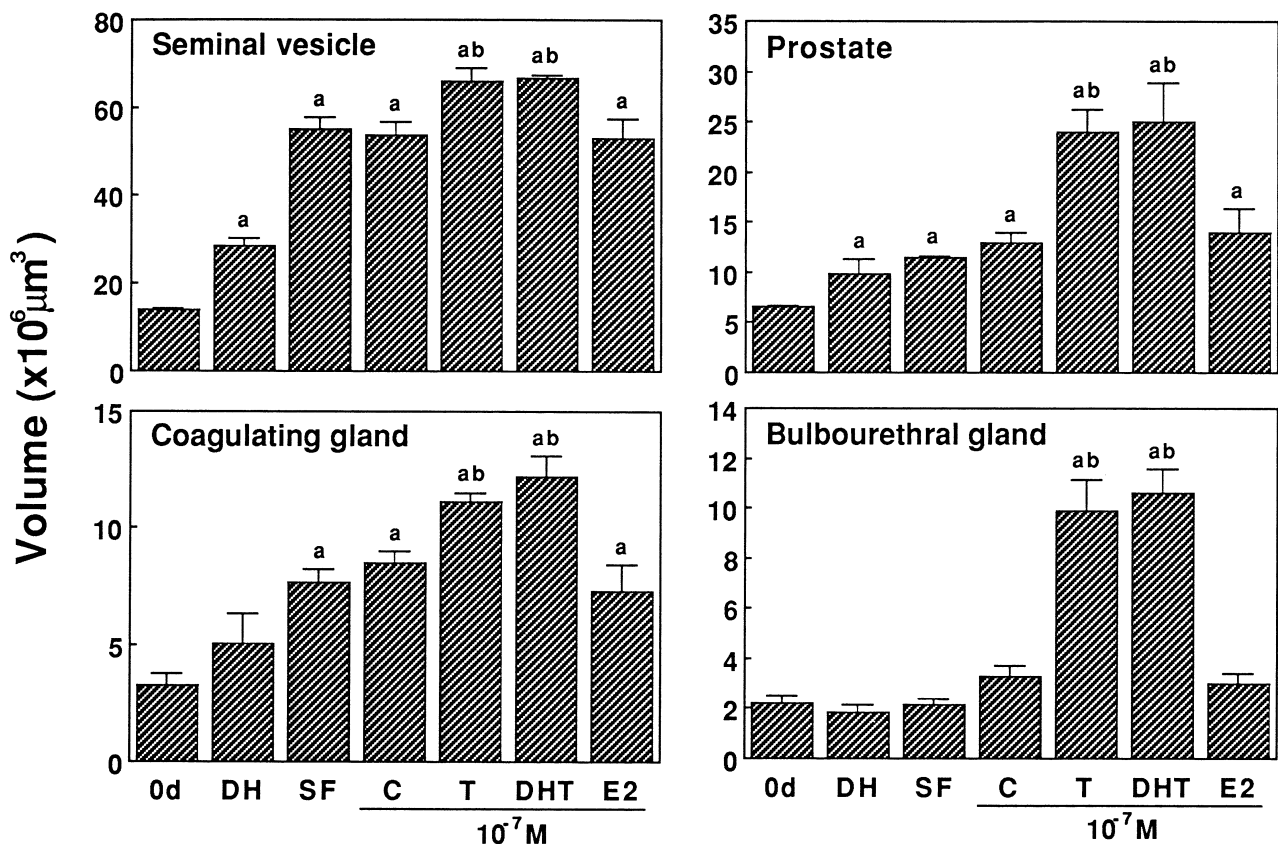 Volume (x10⁶μm³)
Seminal vesicle
80
60
40
20
0
a
a
a
ab
ab
a
Prostate
35
30
25
20
15
10
5
0
a
a
a
ab
ab
a
Coagulating gland
15
10
5
0
a
a
ab
ab
a
0d DH SF C T DHT E2
10⁻⁷M
Bulbourethral gland
14
12
10
8
6
4
2
0
ab
ab
0d DH SF C T DHT E2
10⁻⁷M